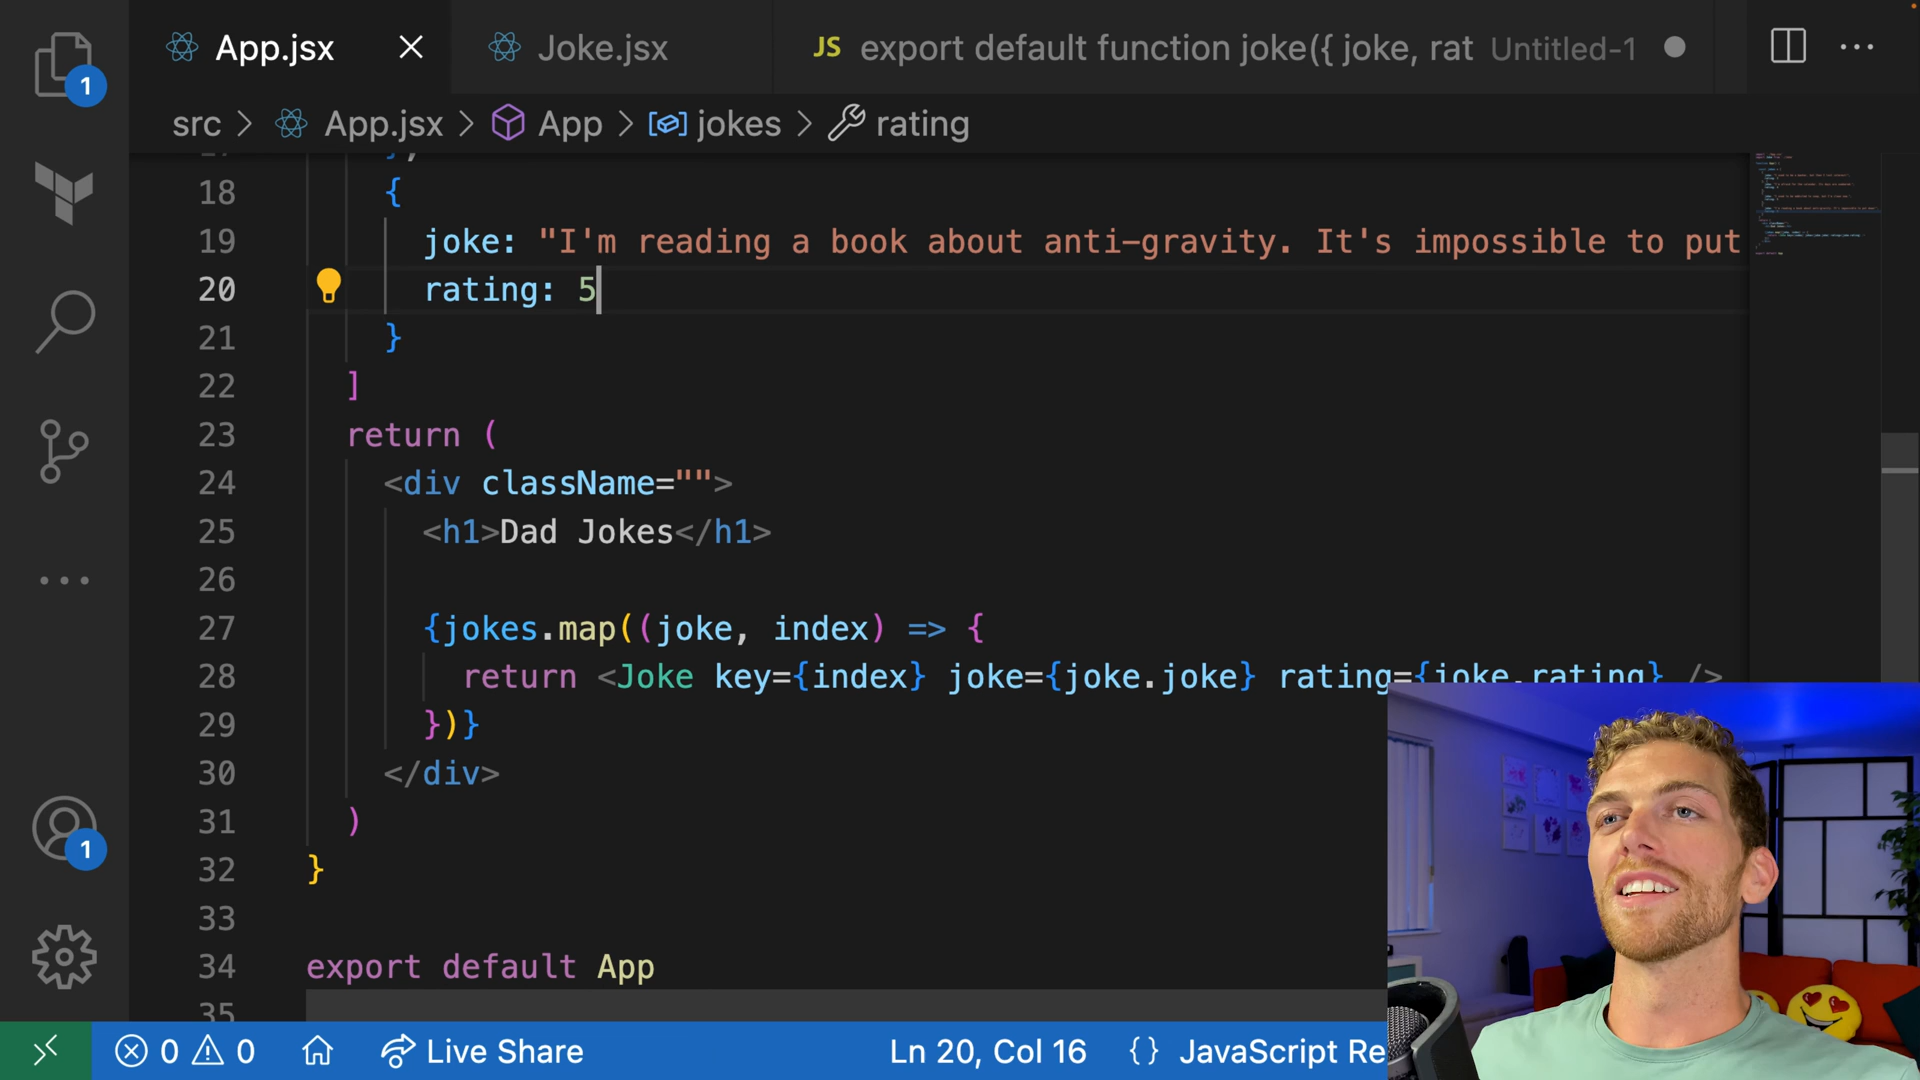 App.jsx
Joke.jsx
JS export default function joke({ joke, rat Untitled-1
1
src > App.jsx > App > jokes > rating
18 {
19 joke: "I'm reading a book about anti-gravity. It's impossible to put
20 rating: 5
21 }
22 ]
23 return (
24 <div className="">
25 <h1>Dad Jokes</h1>
26
27 {jokes.map((joke, index) => {
28 return <Joke key={index} joke={joke.joke} rating={joke.rating} />
29 })}
30 </div>
31 )
32 }
33
34 export default App
35
1
0 0 Live Share Ln 20, Col 16 {} JavaScript Re